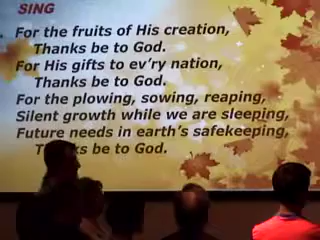 SING
For the fruits of His creation,
Thanks be to God.
For His gifts to ev'ry nation,
Thanks be to God.
For the plowing, sowing, reaping,
Silent growth while we are sleeping,
Future needs in earth's safekeeping,
Thanks be to God.